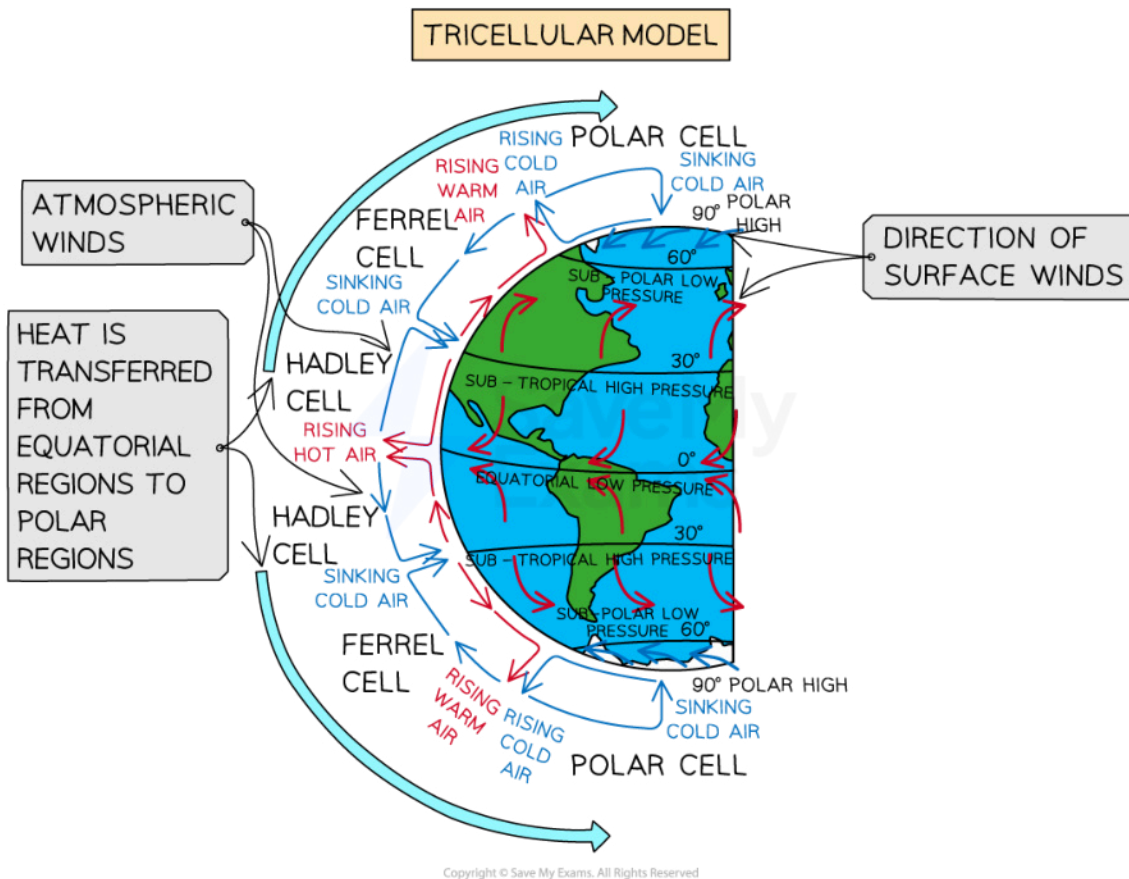 TRICELLULAR MODEL
POLAR CELL
RISING
COLD
AIR
RISING
WARM
AIR
SINKING
COLD AIR
90° POLAR
HIGH
ATMOSPHERIC
WINDS
FERREL
CELL
DIRECTION OF
SURFACE WINDS
60°
SUB - POLAR LOW
PRESSURE
SINKING
COLD AIR
HEAT IS
TRANSFERRED
FROM
EQUATORIAL
REGIONS TO
POLAR
REGIONS
HADLEY
CELL
30°
SUB - TROPICAL HIGH PRESSURE
RISING
HOT AIR
0°
EQUATORIAL LOW PRESSURE
HADLEY
CELL
30°
SUB - TROPICAL HIGH PRESSURE
SINKING
COLD AIR
SUB-POLAR LOW
PRESSURE 60°
FERREL
CELL
90° POLAR HIGH
RISING
WARM
AIR
RISING
COLD
AIR
SINKING
COLD AIR
POLAR CELL
Save My
Exams
Copyright © Save My Exams. All Rights Reserved